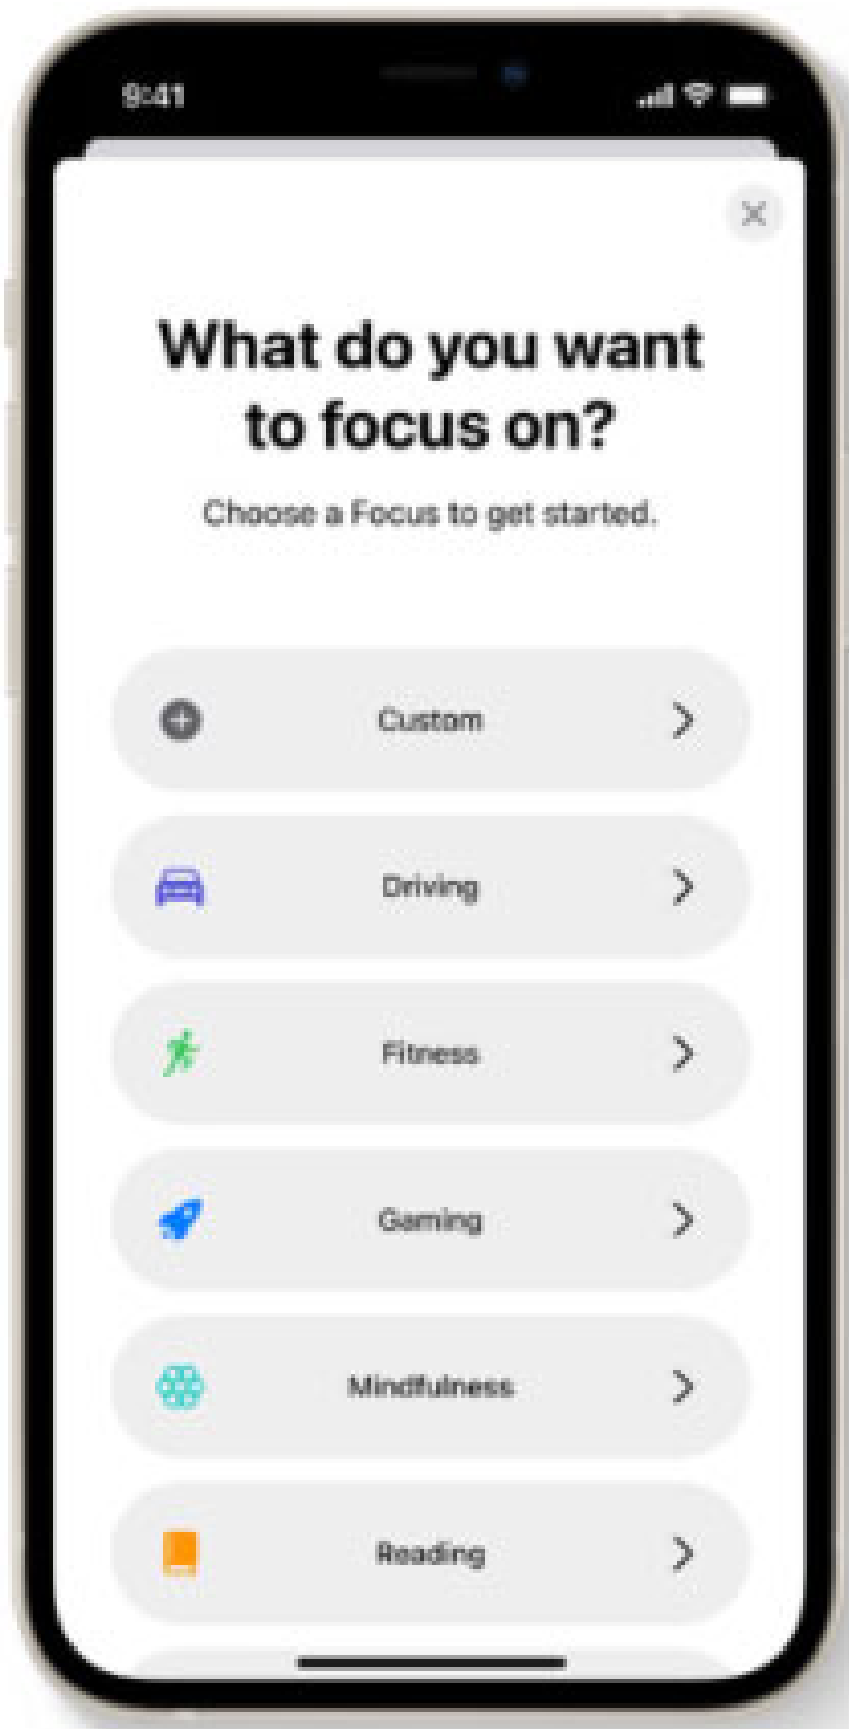 9:41
What do you want
to focus on?
Choose a Focus to get started.
Custom
Driving
Fitness
Gaming
Mindfulness
Reading